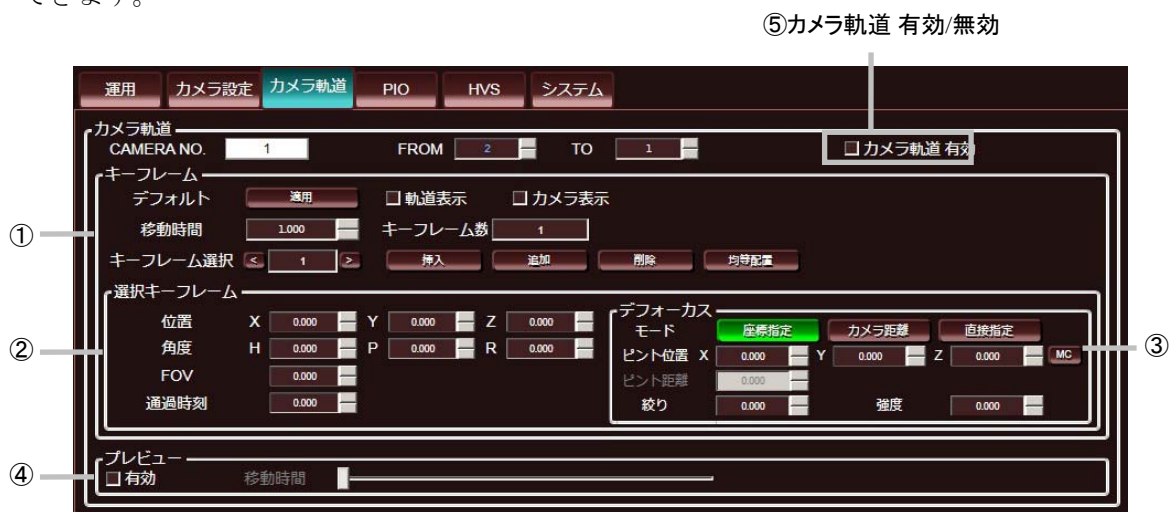 できます。
⑤カメラ軌道 有効/無効
運用 カメラ設定 カメラ軌道 PIO HVS システム
カメラ軌道
CAMERA NO. 1 FROM 2 TO 1 カメラ軌道 有効
キーフレーム
デフォルト 適用 軌道表示 カメラ表示
① 移動時間 1.000 キーフレーム数 1
キーフレーム選択 < 1 > 挿入 追加 削除 均等配置
選択キーフレーム
位置 X 0.000 Y 0.000 Z 0.000
② 角度 H 0.000 P 0.000 R 0.000
FOV 0.000
通過時刻 0.000
デフォーカス
モード 座標指定 カメラ距離 直接指定
ピント位置 X 0.000 Y 0.000 Z 0.000 MC ③
ピント距離 0.000
絞り 0.000 強度 0.000
プレビュー
④ 有効 移動時間